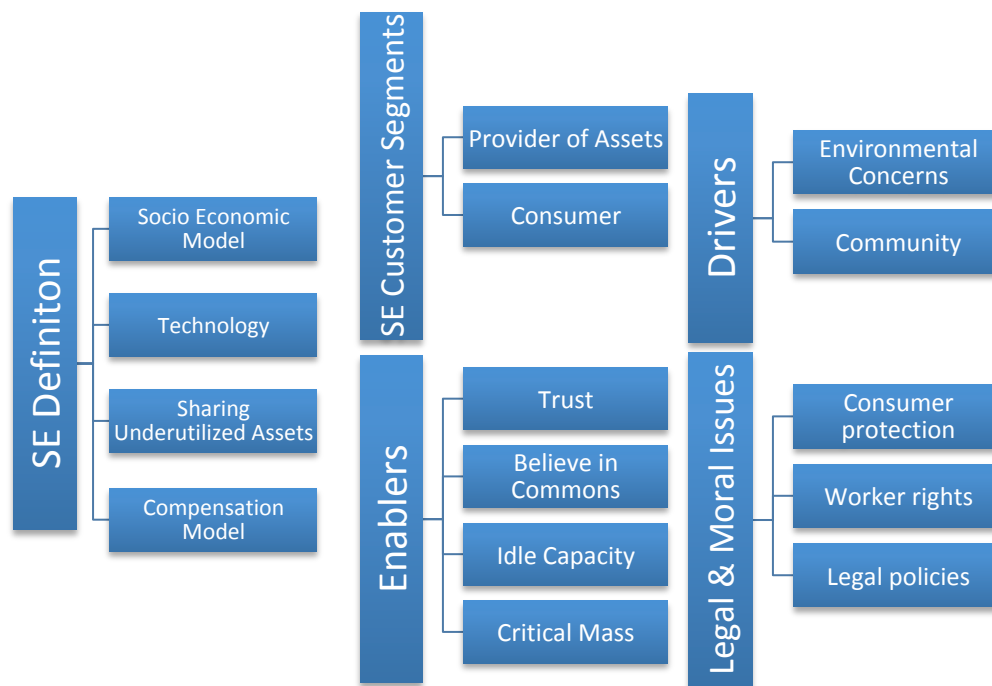 SE Definiton
Socio Economic
Model
Technology
Sharing
Underutilized Assets
Compensation
Model
SE Customer Segments
Provider of Assets
Consumer
Drivers
Environmental
Concerns
Community
Enablers
Trust
Believe in
Commons
Idle Capacity
Critical Mass
Legal & Moral Issues
Consumer
protection
Worker rights
Legal policies